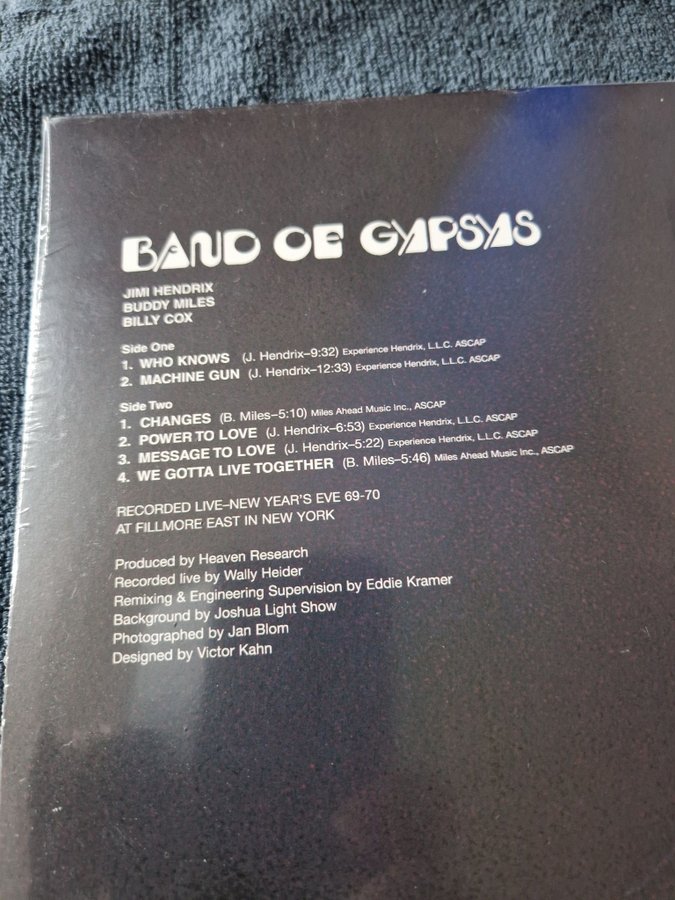 BAND OF GYPSYS
JIMI HENDRIX
BUDDY MILES
BILLY COX
Side One
1. WHO KNOWS (J. Hendrix–9:32) Experience Hendrix, L.L.C. ASCAP
2. MACHINE GUN (J. Hendrix–12:33) Experience Hendrix, L.L.C. ASCAP
Side Two
1. CHANGES (B. Miles–5:10) Miles Ahead Music Inc., ASCAP
2. POWER TO LOVE (J. Hendrix–6:53) Experience Hendrix, L.L.C. ASCAP
3. MESSAGE TO LOVE (J. Hendrix–5:22) Experience Hendrix, L.L.C. ASCAP
4. WE GOTTA LIVE TOGETHER (B. Miles–5:46) Miles Ahead Music Inc., ASCAP
RECORDED LIVE–NEW YEAR'S EVE 69-70
AT FILLMORE EAST IN NEW YORK
Produced by Heaven Research
Recorded live by Wally Heider
Remixing & Engineering Supervision by Eddie Kramer
Background by Joshua Light Show
Photographed by Jan Blom
Designed by Victor Kahn